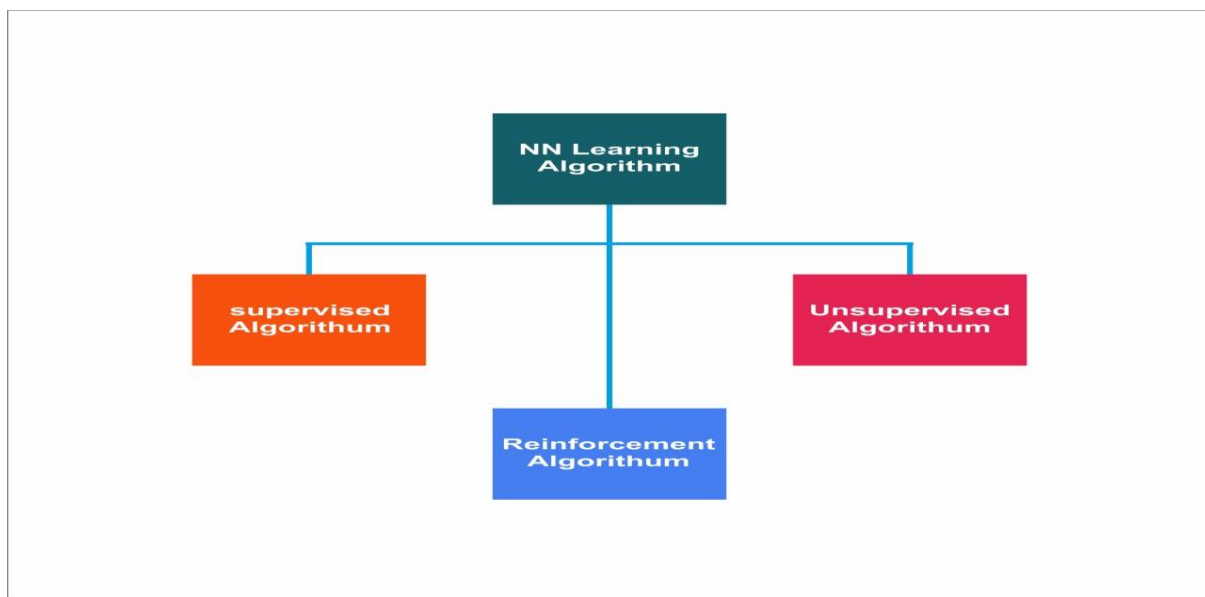 NN Learning
Algorithm
supervised
Algorithum
Unsupervised
Algorithum
Reinforcement
Algorithum